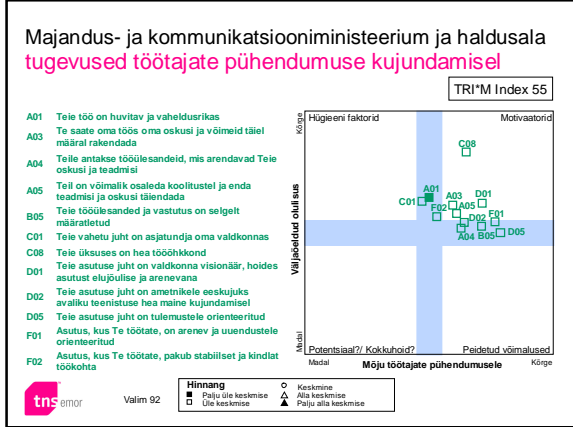 Majandus- ja kommunikatsiooniministeerium ja haldusala
tugevused töötajate pühendumuse kujundamisel
TRI*M Index 55
A01 Teie töö on huvitav ja vaheldusrikas
A03 Te saate oma töös oma oskusi ja võimeid täiel
määral rakendada
A04 Teile antakse tööülesandeid, mis arendavad Teie
oskusi ja teadmisi
A05 Teil on võimalik osaleda koolitustel ja enda
teadmisi ja oskusi täiendada
B05 Teie tööülesanded ja vastutus on selgelt
määratletud
C01 Teie vahetu juht on asjatundja oma valdkonnas
C08 Teie üksuses on hea tööõhkkond
D01 Teie asutuse juht on valdkonna visionäär, hoides
asutust elujõulise ja arenevana
D02 Teie asutuse juht on ametnikele eeskujuks
avaliku teenistuse hea maine kujundamisel
D05 Teie asutuse juht on tulemustele orienteeritud
F01 Asutus, kus Te töötate, on arenev ja uuendustele
orienteeritud
F02 Asutus, kus Te töötate, pakub stabiilset ja kindlat
töökohta
Kõrge
Väljaöeldud olulisus
Madal
Hügieeni faktorid
Motivaatorid
C08
A01
C01
A03
D01
F02
A05
D02
F01
A04
B05
D05
Potentsiaal?/ Kokkuhoid?
Peidetud võimalused
Madal
Mõju töötajate pühendumusele
Kõrge
tns emor
Valim 92
Hinnang
Palju üle keskmise
Üle keskmise
Keskmine
Alla keskmise
Palju alla keskmise